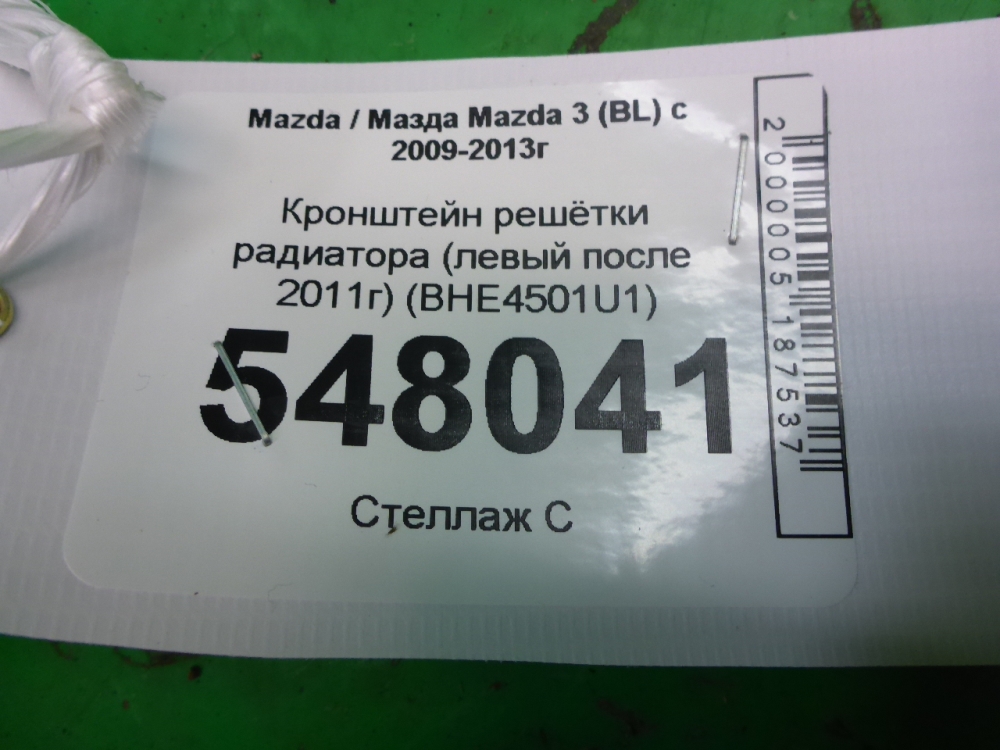 Mazda / Мазда Mazda 3 (BL) с
2009-2013г
Кронштейн решётки
радиатора (левый после
2011г) (BHE4501U1)
548041
Стеллаж С
2000005187537